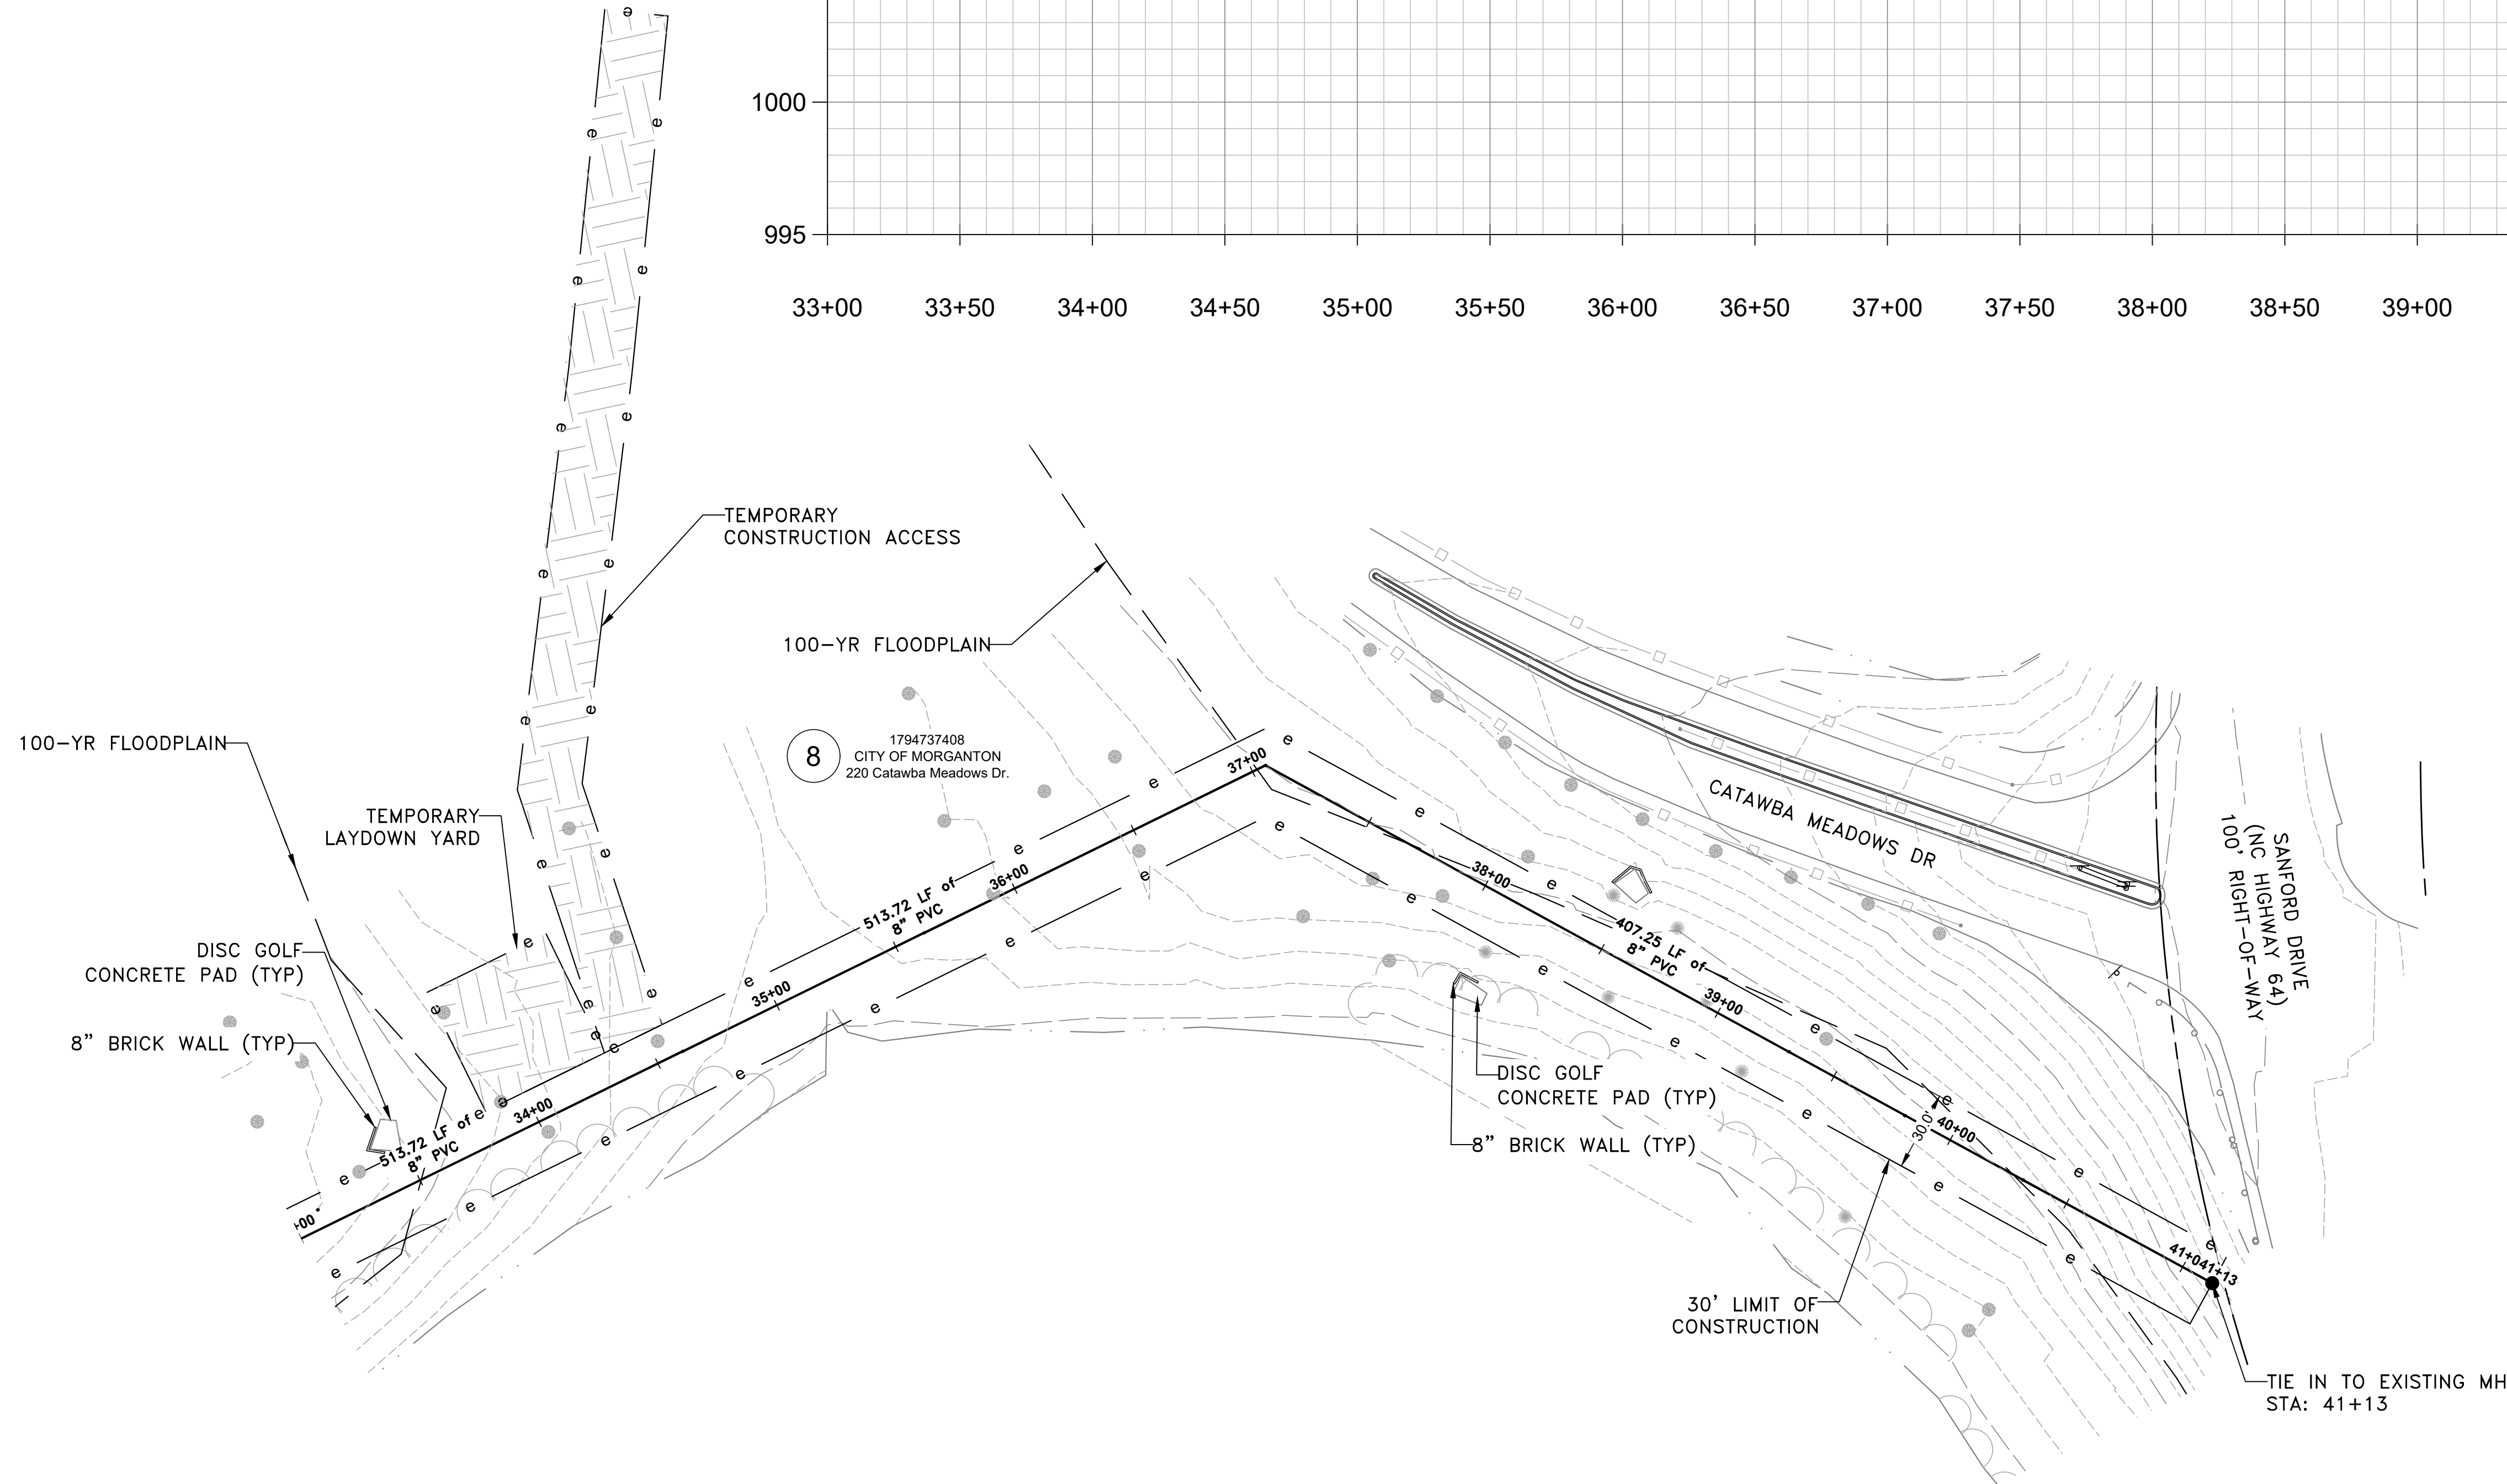 1000
995
33+00 33+50 34+00 34+50 35+00 35+50 36+00 36+50 37+00 37+50 38+00 38+50 39+00
TEMPORARY
CONSTRUCTION ACCESS
100-YR FLOODPLAIN
100-YR FLOODPLAIN
8
1794737408
CITY OF MORGANTON
220 Catawba Meadows Dr.
TEMPORARY
LAYDOWN YARD
DISC GOLF
CONCRETE PAD (TYP)
8" BRICK WALL (TYP)
513.72 LF of
8" PVC
+00
34+00
35+00
513.72 LF of
8" PVC
36+00
37+00
38+00
407.25 LF of
8" PVC
39+00
40+00
30.0'
41+0
41+13
CATAWBA MEADOWS DR
SANFORD DRIVE
(NC HIGHWAY 64)
100' RIGHT-OF-WAY
DISC GOLF
CONCRETE PAD (TYP)
8" BRICK WALL (TYP)
30' LIMIT OF
CONSTRUCTION
TIE IN TO EXISTING MH
STA: 41+13